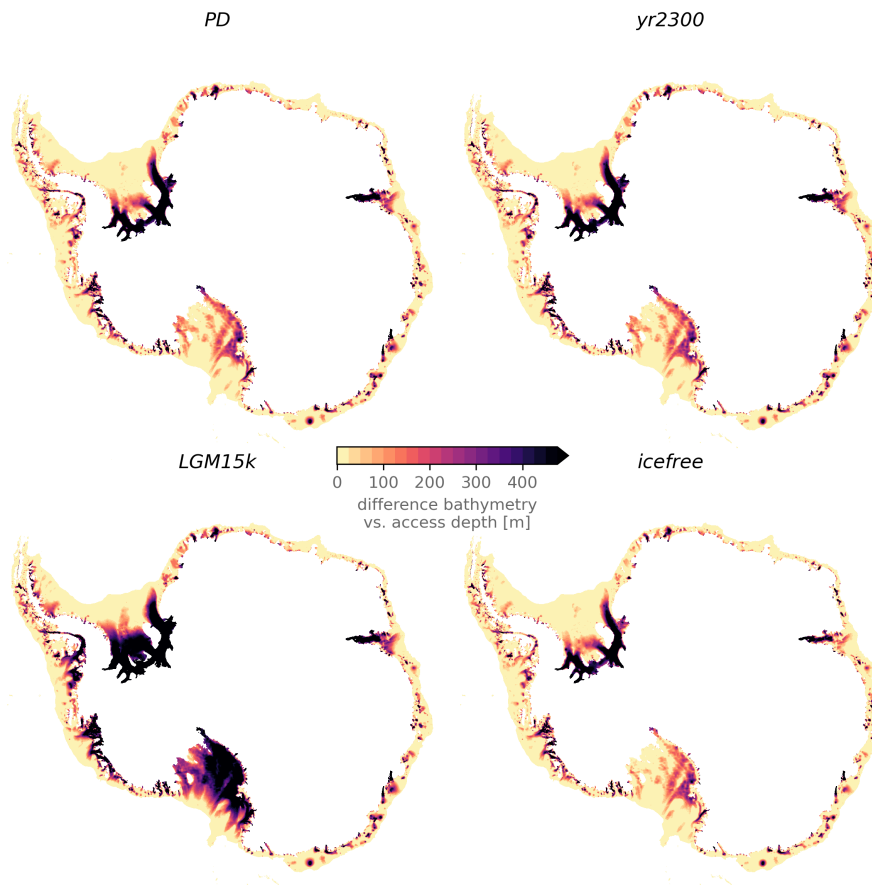 PD
yr2300
LGM15k
icefree
0 100 200 300 400
difference bathymetry
vs. access depth [m]